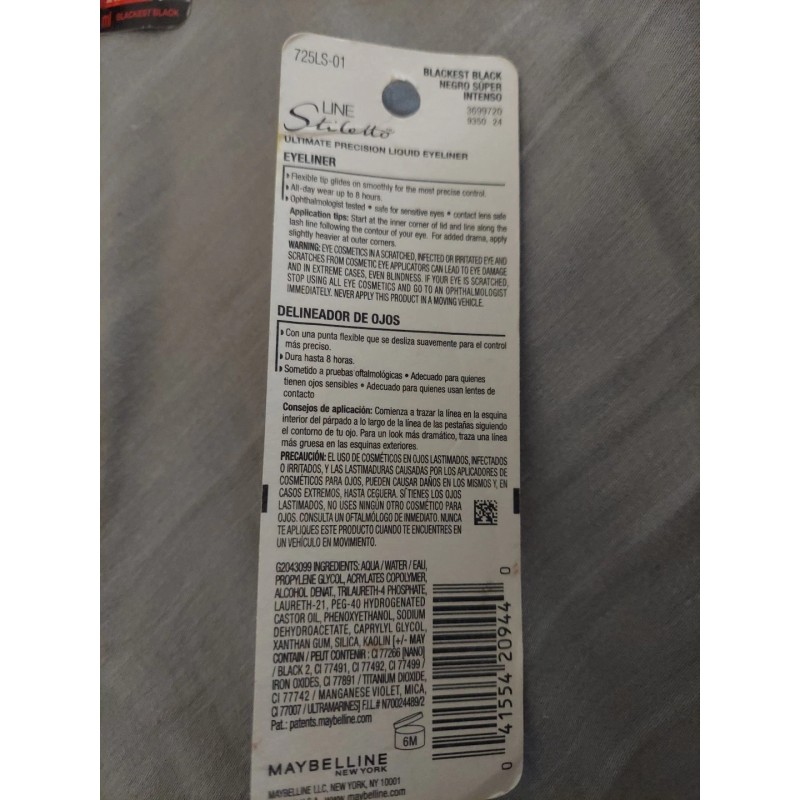 BLACKEST BLACK
725LS-01
BLACKEST BLACK
NEGRO SÚPER
INTENSO
3699720
9350 24
LINE
Stiletto
ULTIMATE PRECISION LIQUID EYELINER
EYELINER
Flexible tip glides on smoothly for the most precise control.
All-day wear up to 8 hours.
Ophthalmologist tested • safe for sensitive eyes • contact lens safe
Application tips: Start at the inner corner of lid and line along the
lash line following the contour of your eye. For added drama, apply
slightly heavier at outer corners.
WARNING: EYE COSMETICS IN A SCRATCHED, INFECTED OR IRRITATED EYE AND
SCRATCHES FROM COSMETIC EYE APPLICATORS CAN LEAD TO EYE DAMAGE
AND IN EXTREME CASES, EVEN BLINDNESS. IF YOUR EYE IS SCRATCHED,
STOP USING ALL EYE COSMETICS AND GO TO AN OPHTHALMOLOGIST
IMMEDIATELY. NEVER APPLY THIS PRODUCT IN A MOVING VEHICLE.
DELINEADOR DE OJOS
Con una punta flexible que se desliza suavemente para el control
más preciso.
Dura hasta 8 horas.
Sometido a pruebas oftalmológicas • Adecuado para quienes
tienen ojos sensibles • Adecuado para quienes usan lentes de
contacto
Consejos de aplicación: Comienza a trazar la línea en la esquina
interior del párpado a lo largo de la línea de las pestañas siguiendo
el contorno de tu ojo. Para un look más dramático, traza una línea
más gruesa en las esquinas exteriores.
PRECAUCIÓN: EL USO DE COSMÉTICOS EN OJOS LASTIMADOS, INFECTADOS
O IRRITADOS, Y LAS LASTIMADURAS CAUSADAS POR LOS APLICADORES DE
COSMÉTICOS PARA OJOS, PUEDEN CAUSAR DAÑOS EN LOS MISMOS Y, EN
CASOS EXTREMOS, HASTA CEGUERA. SI TIENES LOS OJOS
LASTIMADOS, NO USES NINGÚN OTRO COSMÉTICO PARA
OJOS. CONSULTA UN OFTALMÓLOGO DE INMEDIATO. NUNCA
TE APLIQUES ESTE PRODUCTO CUANDO TE ENCUENTRES EN
UN VEHÍCULO EN MOVIMIENTO.
G2043099 INGREDIENTS: AQUA / WATER / EAU,
PROPYLENE GLYCOL, ACRYLATES COPOLYMER,
ALCOHOL DENAT., TRILAURETH-4 PHOSPHATE,
LAURETH-21, PEG-40 HYDROGENATED
CASTOR OIL, PHENOXYETHANOL, SODIUM
DEHYDROACETATE, CAPRYLYL GLYCOL,
XANTHAN GUM, SILICA, KAOLIN [+/- MAY
CONTAIN / PEUT CONTENIR : CI 77266 [NANO]
/ BLACK 2, CI 77491, CI 77492, CI 77499 /
IRON OXIDES, CI 77891 / TITANIUM DIOXIDE,
CI 77742 / MANGANESE VIOLET, MICA,
CI 77007 / ULTRAMARINES] F.I.L.# N70024489/2
Pat.: patents.maybelline.com
6M
0 41554 20944 0
MAYBELLINE
NEW YORK
MAYBELLINE LLC, NEW YORK, NY 10001